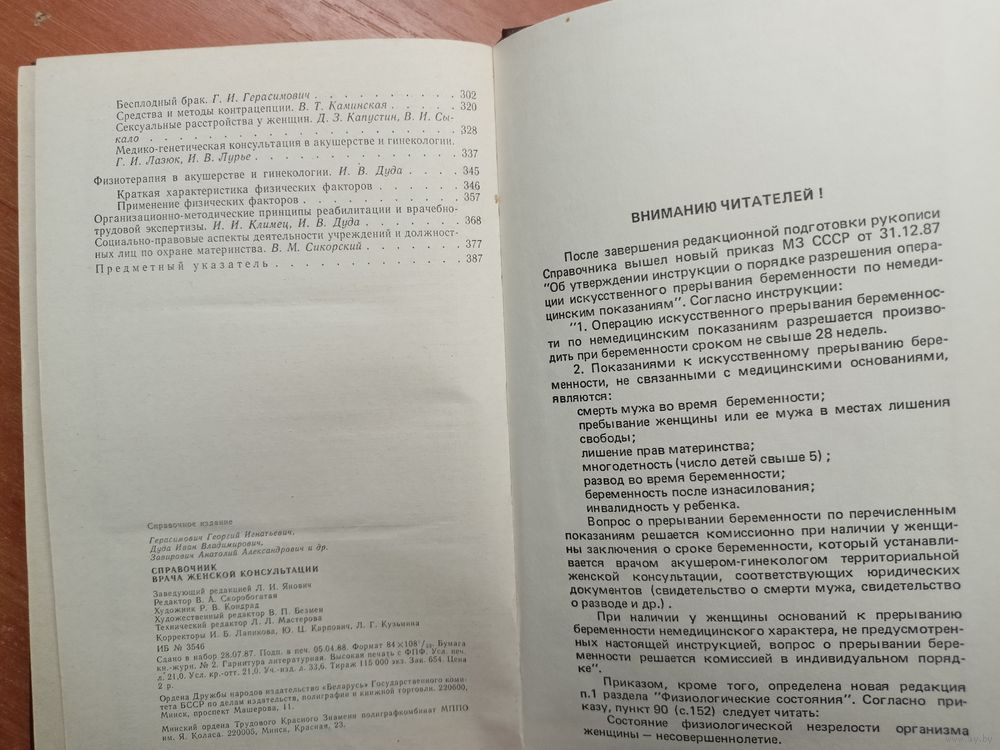 Бесплодный брак. Г. И. Герасимович . . . . . . . . . . 302
Средства и методы контрацепции. В. Т. Каминская . . . . . 320
Сексуальные расстройства у женщин. Д. З. Капустин, В. И. Сы-
кало . . . . . . . . . . . . . . . . . . . . 328
Медико-генетическая консультация в акушерстве и гинекологии.
Г. И. Лазюк, И. В. Лурье . . . . . . . . . . . . . 337
Физиотерапия в акушерстве и гинекологии. И. В. Дуда . . . . 345
Краткая характеристика физических факторов . . . . . . 346
Применение физических факторов . . . . . . . . . . 357
Организационно-методические принципы реабилитации и врачебно-
трудовой экспертизы. И. И. Климец, И. В. Дуда . . . . . . 368
Социально-правовые аспекты деятельности учреждений и должност-
ных лиц по охране материнства. В. М. Сикорский . . . . . . 377
Предметный указатель . . . . . . . . . . . . . 387
Справочное издание
Герасимович Георгий Игнатьевич,
Дуда Иван Владимирович,
Завирович Анатолий Александрович и др.
СПРАВОЧНИК
ВРАЧА ЖЕНСКОЙ КОНСУЛЬТАЦИИ
Заведующий редакцией Л. И. Янович
Редактор В. А. Скоробогатая
Художник Р. В. Кондрад
Художественный редактор В. П. Безмен
Технический редактор Л. Л. Мастерова
Корректоры И. Б. Лапикова, Ю. Ц. Карпович, Л. Г. Кузьмина
ИБ № 3546
Сдано в набор 28.07.87. Подп. в печ. 05.04.88. Формат 84×108¹/₃₂. Бумага
кн.-журн. № 2. Гарнитура литературная. Высокая печать с ФПФ. Усл. печ.
л. 21,0. Усл. кр.-отт. 21,0. Уч.-изд. л. 33,6. Тираж 115 000 экз. Зак. 654. Цена
2 р.
Ордена Дружбы народов издательство «Беларусь» Государственного коми-
тета БССР по делам издательств, полиграфии и книжной торговли. 220600,
Минск, проспект Машерова, 11.
Минский ордена Трудового Красного Знамени полиграфкомбинат МППО
им. Я. Коласа. 220005, Минск, Красная, 23.
ВНИМАНИЮ ЧИТАТЕЛЕЙ !
После завершения редакционной подготовки рукописи
Справочника вышел новый приказ МЗ СССР от 31.12.87
"Об утверждении инструкции о порядке разрешения опера-
ции искусственного прерывания беременности по немеди-
цинским показаниям". Согласно инструкции:
"1. Операцию искусственного прерывания беременнос-
ти по немедицинским показаниям разрешается произво-
дить при беременности сроком не свыше 28 недель.
2. Показаниями к искусственному прерыванию бере-
менности, не связанными с медицинскими основаниями,
являются:
смерть мужа во время беременности;
пребывание женщины или ее мужа в местах лишения
свободы;
лишение прав материнства;
многодетность (число детей свыше 5) ;
развод во время беременности;
беременность после изнасилования;
инвалидность у ребенка.
Вопрос о прерывании беременности по перечисленным
показаниям решается комиссионно при наличии у женщи-
ны заключения о сроке беременности, который устанавли-
вается врачом акушером-гинекологом территориальной
женской консультации, соответствующих юридических
документов (свидетельство о смерти мужа, свидетельство
о разводе и др.) .
При наличии у женщины оснований к прерыванию
беременности немедицинского характера, не предусмотрен-
ных настоящей инструкцией, вопрос о прерывании бере-
менности решается комиссией в индивидуальном поряд-
ке".
Приказом, кроме того, определена новая редакция
п.1 раздела "Физиологические состояния". Согласно при-
казу, пункт 90 (с.152) следует читать:
Состояние физиологической незрелости организма
женщины — несовершеннолетие.